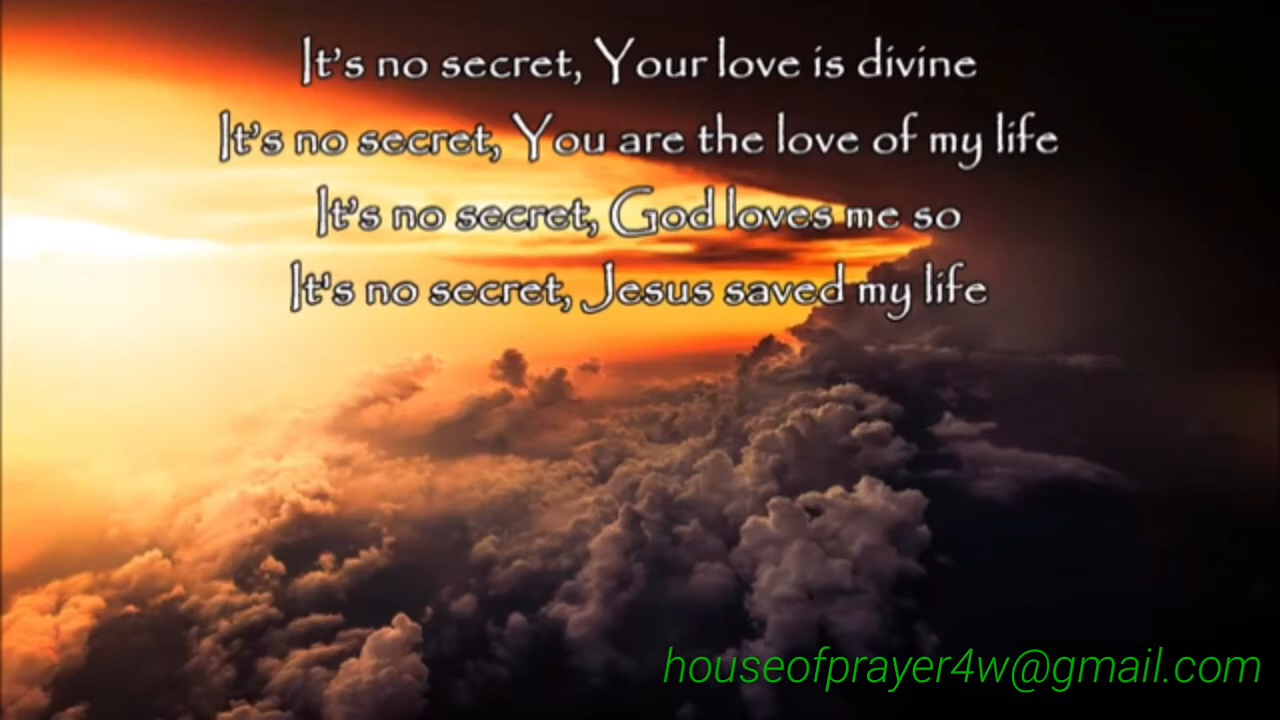 It's no secret, Your love is divine
It's no secret, You are the love of my life
It's no secret, God loves me so
It's no secret, Jesus saved my life
houseofprayer4w@gmail.com